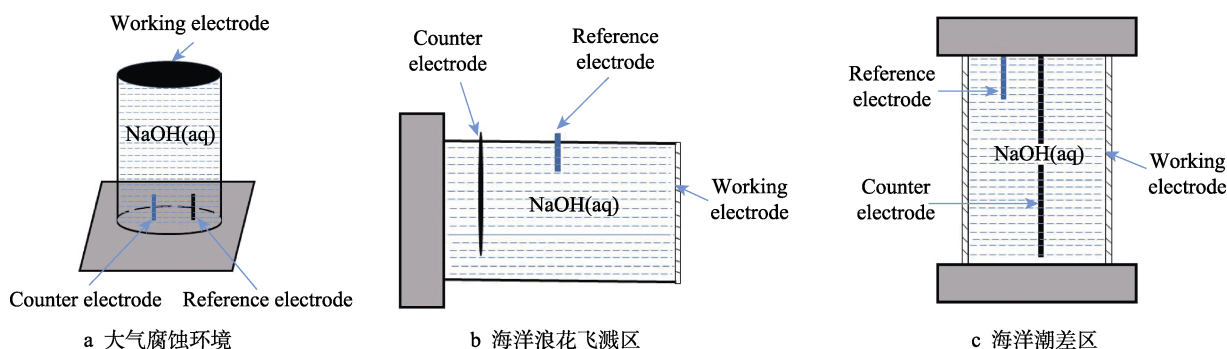 Working electrode
NaOH(aq)
Counter electrode
Reference electrode
a 大气腐蚀环境
Counter
electrode
Reference
electrode
NaOH(aq)
Working
electrode
b 海洋浪花飞溅区
Reference
electrode
NaOH(aq)
Counter
electrode
Working
electrode
c 海洋潮差区